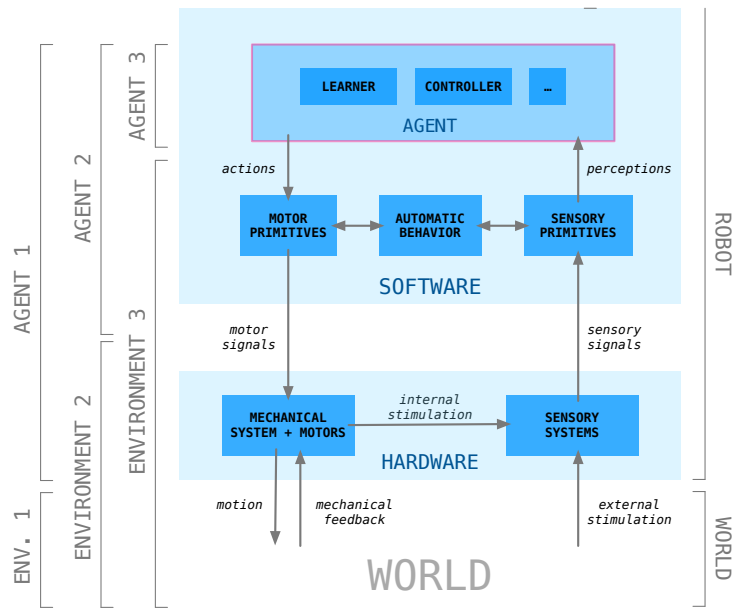 LEARNER
CONTROLLER
…
AGENT
actions
perceptions
MOTOR
PRIMITIVES
AUTOMATIC
BEHAVIOR
SENSORY
PRIMITIVES
SOFTWARE
motor
signals
sensory
signals
internal
stimulation
MECHANICAL
SYSTEM + MOTORS
SENSORY
SYSTEMS
HARDWARE
motion
mechanical
feedback
external
stimulation
WORLD
AGENT 1
ENV. 1
AGENT 2
ENVIRONMENT 2
AGENT 3
ENVIRONMENT 3
ROBOT
WORLD